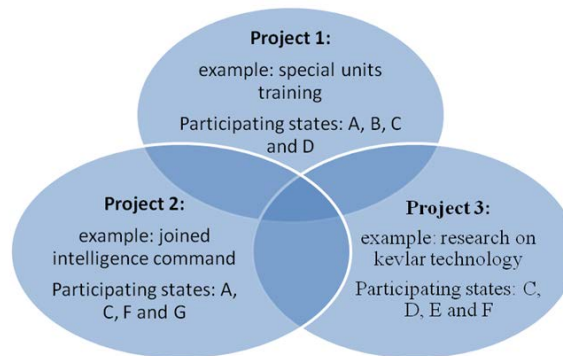 Project 1:
example: special units
training
Participating states: A, B, C
and D
Project 2:
example: joined
intelligence command
Participating states: A,
C, F and G
Project 3:
example: research on
kevlar technology
Participating states: C,
D, E and F